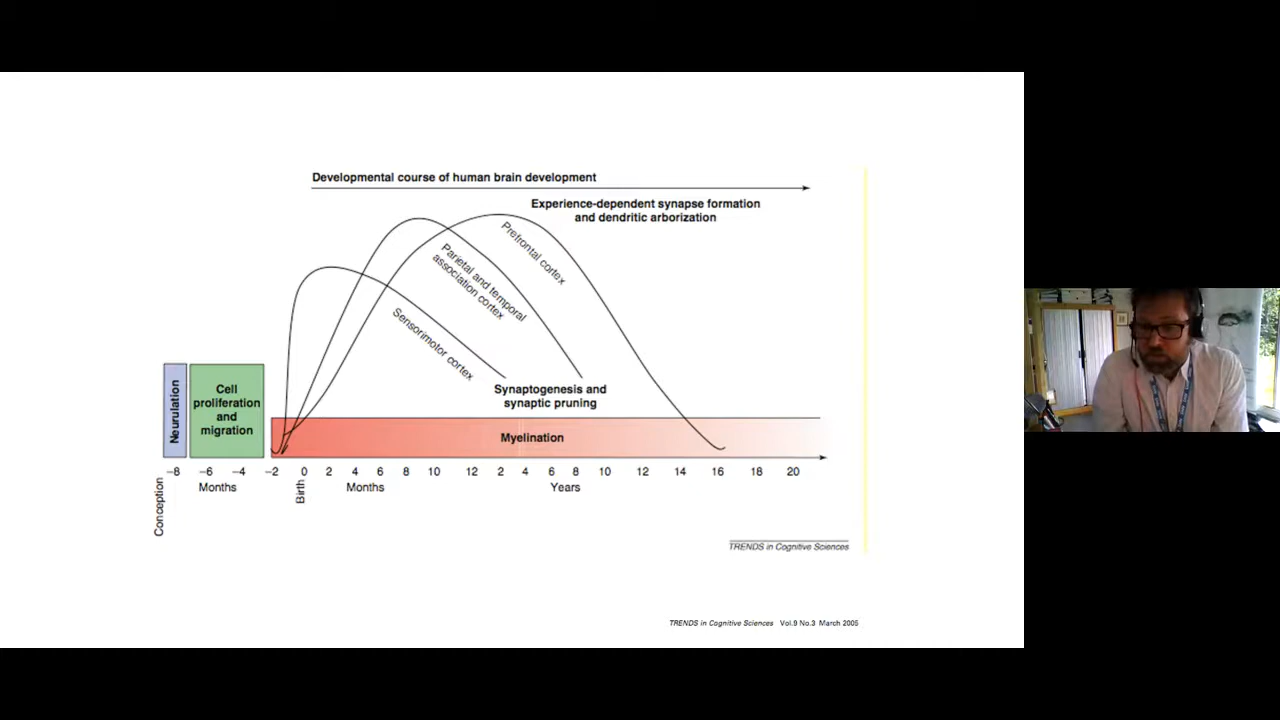 Developmental course of human brain development
Experience-dependent synapse formation
and dendritic arborization
Prefrontal cortex
Parietal and temporal
association cortex
Sensorimotor cortex
Synaptogenesis and
synaptic pruning
Neurulation
Cell
proliferation
and
migration
Myelination
−8 −6 −4 −2 0 2 4 6 8 10 12 2 4 6 8 10 12 14 16 18 20
Conception
Months
Birth
Months
Years
TRENDS in Cognitive Sciences
TRENDS in Cognitive Sciences Vol.9 No.3 March 2005